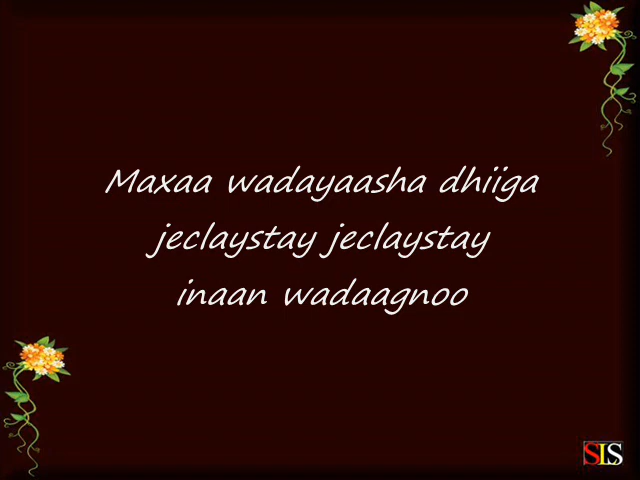 Maxaa wadayaasha dhiiga
jeclaystay jeclaystay
inaan wadaagnoo
SLS